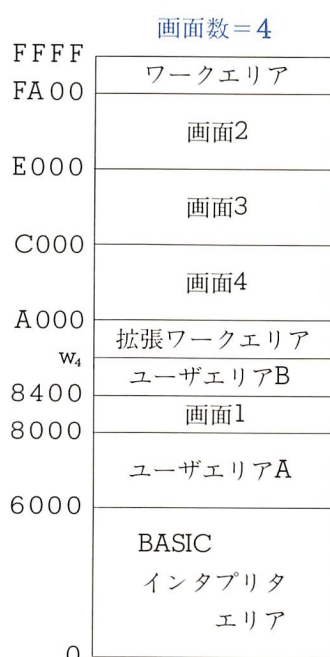 画面数=4
FFFF
ワークエリア
FA00
画面2
E000
画面3
C000
画面4
A000
拡張ワークエリア
W₄
ユーザエリアB
8400
画面1
8000
ユーザエリアA
6000
BASIC
インタプリタ
エリア
0